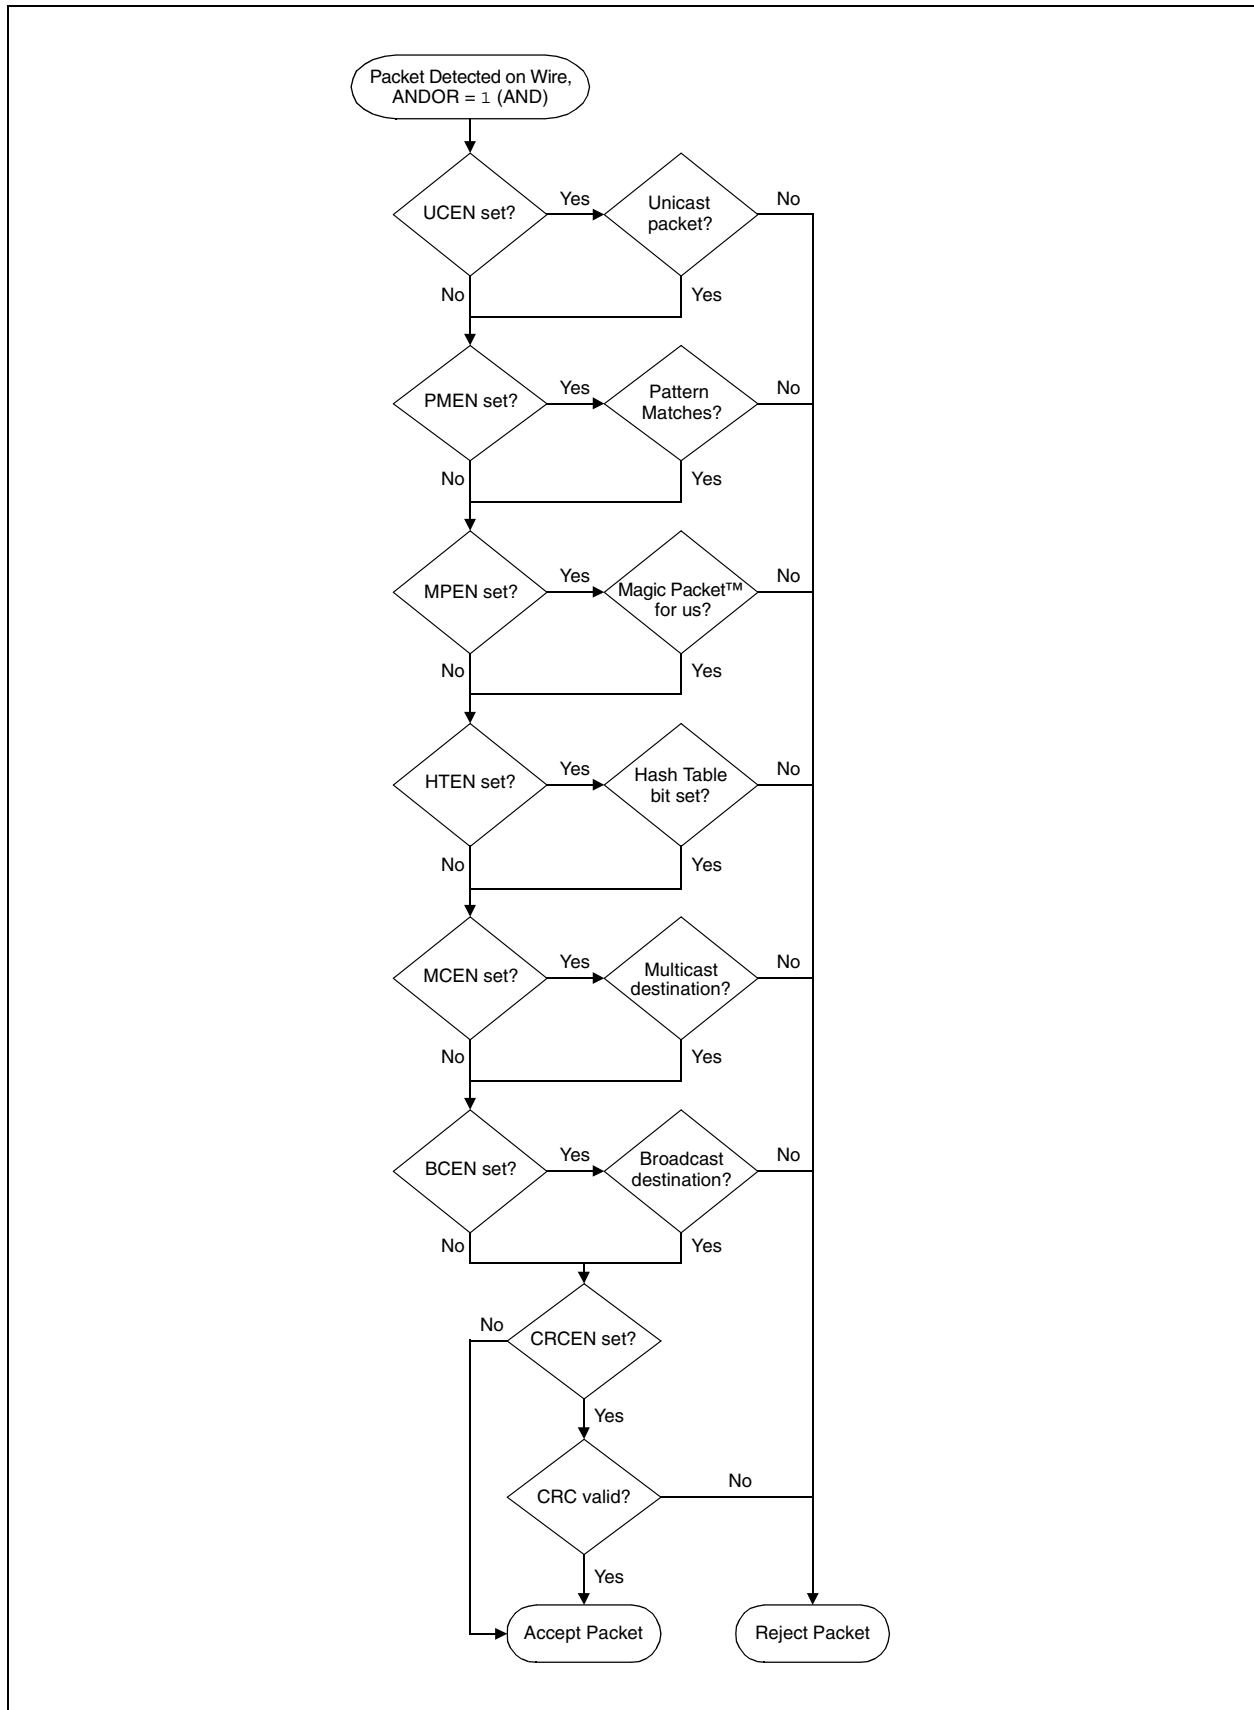 Packet Detected on Wire,
ANDOR = 1 (AND)
UCEN set?
Yes
Unicast
packet?
No
No
Yes
PMEN set?
Yes
Pattern
Matches?
No
No
Yes
MPEN set?
Yes
Magic Packet™
for us?
No
No
Yes
HTEN set?
Yes
Hash Table
bit set?
No
No
Yes
MCEN set?
Yes
Multicast
destination?
No
No
Yes
BCEN set?
Yes
Broadcast
destination?
No
No
Yes
No
CRCEN set?
Yes
CRC valid?
No
Yes
Accept Packet
Reject Packet